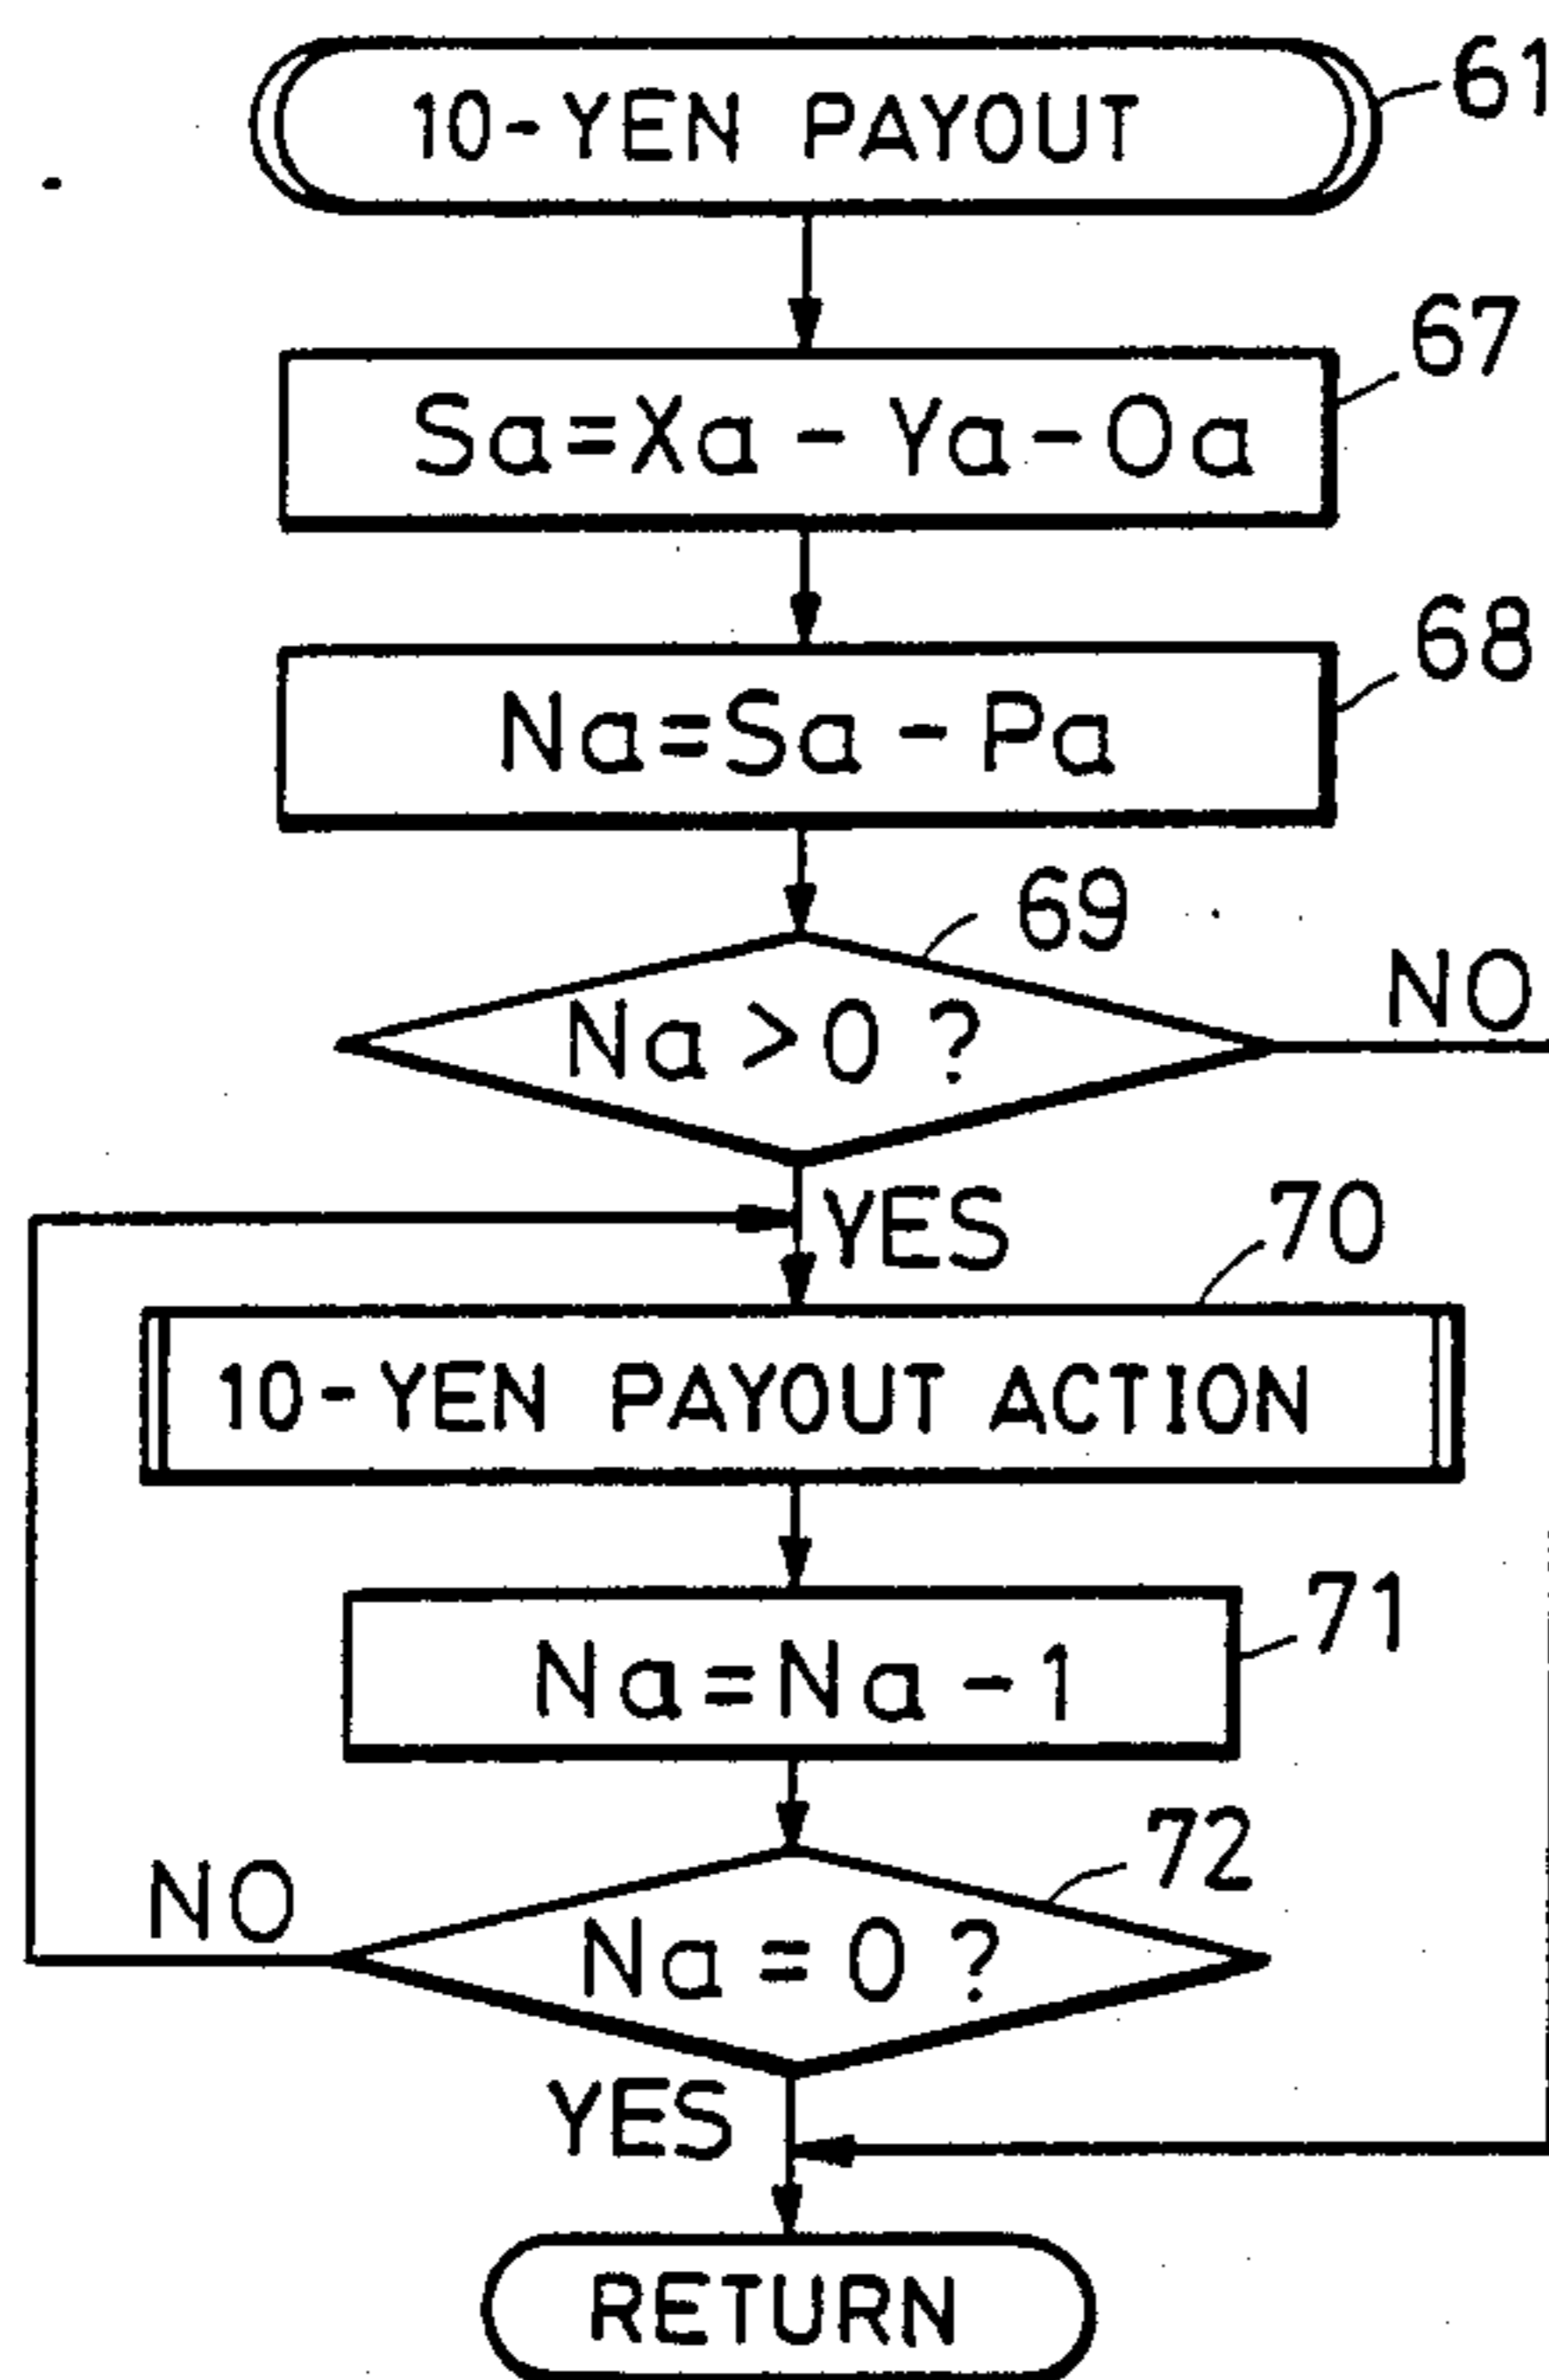 10-YEN PAYOUT
61
67
Sa=Xa-Ya-Oa
68
Na=Sa-Pa
69
Na>0?
NO
YES
70
10-YEN PAYOUT ACTION
71
Na=Na-1
72
NO
Na=0?
YES
RETURN